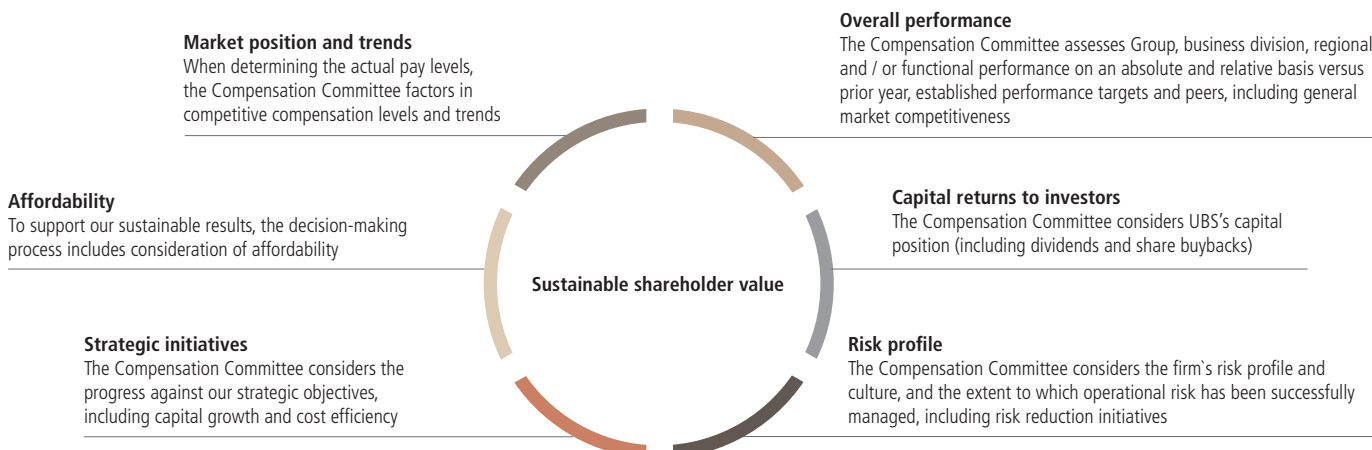 Market position and trends
When determining the actual pay levels,
the Compensation Committee factors in
competitive compensation levels and trends
Overall performance
The Compensation Committee assesses Group, business division, regional
and / or functional performance on an absolute and relative basis versus
prior year, established performance targets and peers, including general
market competitiveness
Affordability
To support our sustainable results, the decision-making
process includes consideration of affordability
Capital returns to investors
The Compensation Committee considers UBS's capital
position (including dividends and share buybacks)
Sustainable shareholder value
Strategic initiatives
The Compensation Committee considers the
progress against our strategic objectives,
including capital growth and cost efficiency
Risk profile
The Compensation Committee considers the firm`s risk profile and
culture, and the extent to which operational risk has been successfully
managed, including risk reduction initiatives